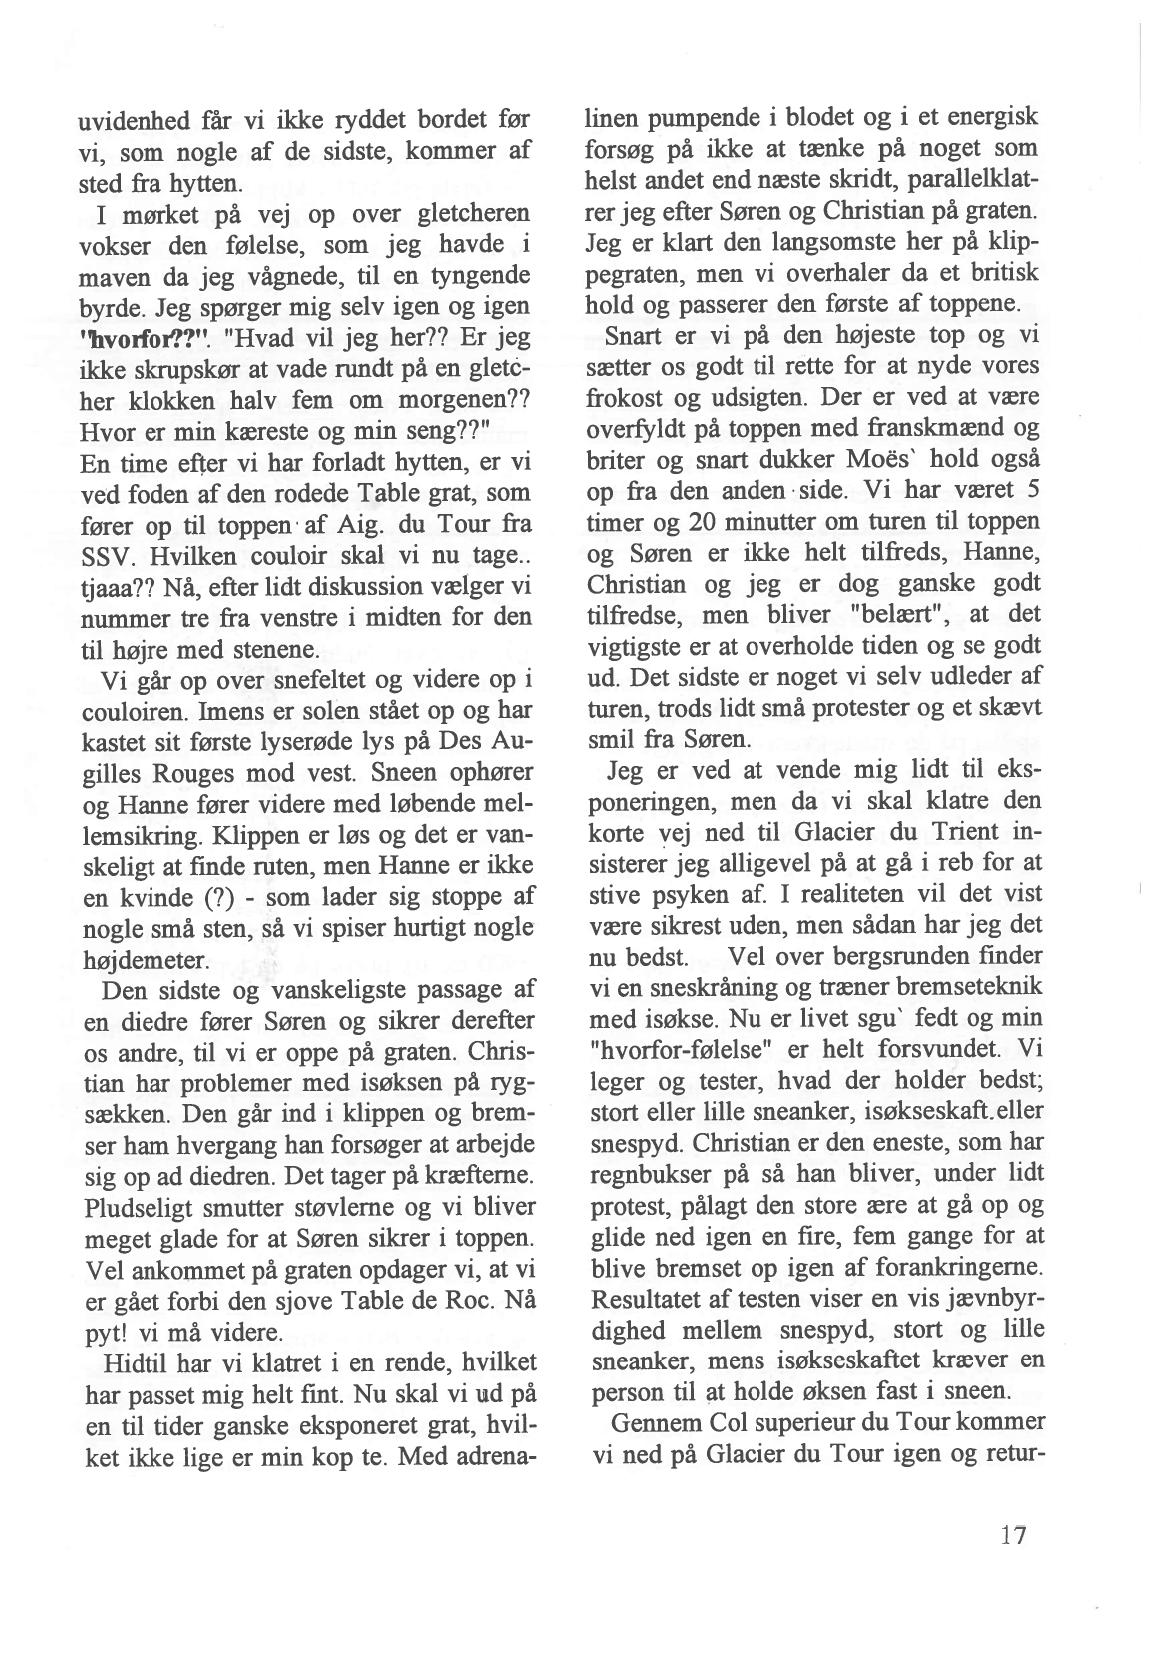 uvidenhed får vi ikke ryddet bordet før
vi, som nogle af de sidste, kommer af
sted fra hytten.
I mørket på vej op over gletcheren
vokser den følelse, som jeg havde i
maven da jeg vågnede, til en tyngende
byrde. Jeg spørger mig selv igen og igen
"hvorfor??". "Hvad vil jeg her?? Er jeg
ikke skrupskør at vade rundt på en gletc-
her klokken halv fem om morgenen??
Hvor er min kæreste og min seng??"
En time efter vi har forladt hytten, er vi
ved foden af den rodede Table grat, som
fører op til toppen af Aig. du Tour fra
SSV. Hvilken couloir skal vi nu tage..
tjaaa?? Nå, efter lidt diskussion vælger vi
nummer tre fra venstre i midten for den
til højre med stenene.
Vi går op over snefeltet og videre op i
couloiren. Imens er solen stået op og har
kastet sit første lyserøde lys på Des Au-
gilles Rouges mod vest. Sneen ophører
og Hanne fører videre med løbende mel-
lemsikring. Klippen er løs og det er van-
skeligt at finde ruten, men Hanne er ikke
en kvinde (?) - som lader sig stoppe af
nogle små sten, så vi spiser hurtigt nogle
højdemeter.
Den sidste og vanskeligste passage af
en diedre fører Søren og sikrer derefter
os andre, til vi er oppe på graten. Chris-
tian har problemer med isøksen på ryg-
sækken. Den går ind i klippen og brem-
ser ham hvergang han forsøger at arbejde
sig op ad diedren. Det tager på kræfterne.
Pludseligt smutter støvlerne og vi bliver
meget glade for at Søren sikrer i toppen.
Vel ankommet på graten opdager vi, at vi
er gået forbi den sjove Table de Roc. Nå
pyt! vi må videre.
Hidtil har vi klatret i en rende, hvilket
har passet mig helt fint. Nu skal vi ud på
en til tider ganske eksponeret grat, hvil-
ket ikke lige er min kop te. Med adrena-
linen pumpende i blodet og i et energisk
forsøg på ikke at tænke på noget som
helst andet end næste skridt, parallelklat-
rer jeg efter Søren og Christian på graten.
Jeg er klart den langsomste her på klip-
pegraten, men vi overhaler da et britisk
hold og passerer den første af toppene.
Snart er vi på den højeste top og vi
sætter os godt til rette for at nyde vores
frokost og udsigten. Der er ved at være
overfyldt på toppen med franskmænd og
briter og snart dukker Moës` hold også
op fra den anden side. Vi har været 5
timer og 20 minutter om turen til toppen
og Søren er ikke helt tilfreds, Hanne,
Christian og jeg er dog ganske godt
tilfredse, men bliver "belært", at det
vigtigste er at overholde tiden og se godt
ud. Det sidste er noget vi selv udleder af
turen, trods lidt små protester og et skævt
smil fra Søren.
Jeg er ved at vende mig lidt til eks-
poneringen, men da vi skal klatre den
korte vej ned til Glacier du Trient in-
sisterer jeg alligevel på at gå i reb for at
stive psyken af. I realiteten vil det vist
være sikrest uden, men sådan har jeg det
nu bedst. Vel over bergsrunden finder
vi en sneskråning og træner bremseteknik
med isøkse. Nu er livet sgu` fedt og min
"hvorfor-følelse" er helt forsvundet. Vi
leger og tester, hvad der holder bedst;
stort eller lille sneanker, isøkseskaft.eller
snespyd. Christian er den eneste, som har
regnbukser på så han bliver, under lidt
protest, pålagt den store ære at gå op og
glide ned igen en fire, fem gange for at
blive bremset op igen af forankringerne.
Resultatet af testen viser en vis jævnbyr-
dighed mellem snespyd, stort og lille
sneanker, mens isøkseskaftet kræver en
person til at holde øksen fast i sneen.
Gennem Col superieur du Tour kommer
vi ned på Glacier du Tour igen og retur-
17